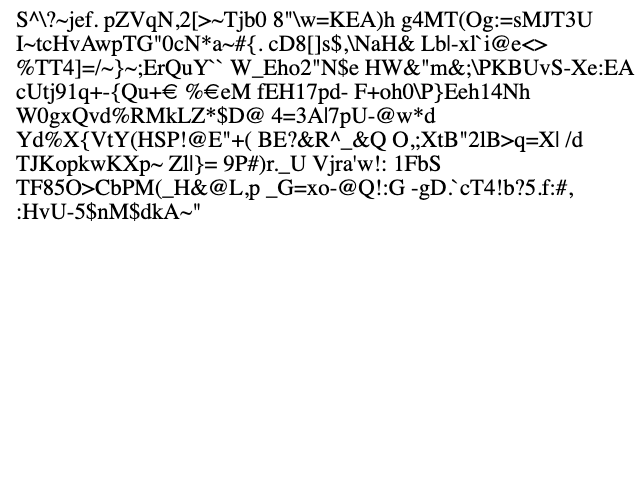 S^\?~jef. pZVqN,2[>~Tjb0 8"\w=KEA)h g4MT(Og:=sMJT3U
I~tcHvAwpTG"0cN*a~#{. cD8[]s$,\NaH& Lb|-xl`i@e<>
%TT4]=/~}~;ErQuY`` W_Eho2"N$e HW&"m&;\PKBUvS-Xe:EA
cUtj91q+-{Qu+€ %€eM fEH17pd- F+oh0\P}Eeh14Nh
W0gxQvd%RMkLZ*$D@ 4=3A|7pU-@w*d
Yd%X{VtY(HSP!@E"+( BE?&R^_&Q O,;XtB"2lB>q=X| /d
TJKopkwKXp~ Zl|}= 9P#)r._U Vjra'w!: 1FbS
TF85O>CbPM(_H&@L,p _G=xo-@Q!:G -gD.`cT4!b?5.f:#,
:HvU-5$nM$dkA~"